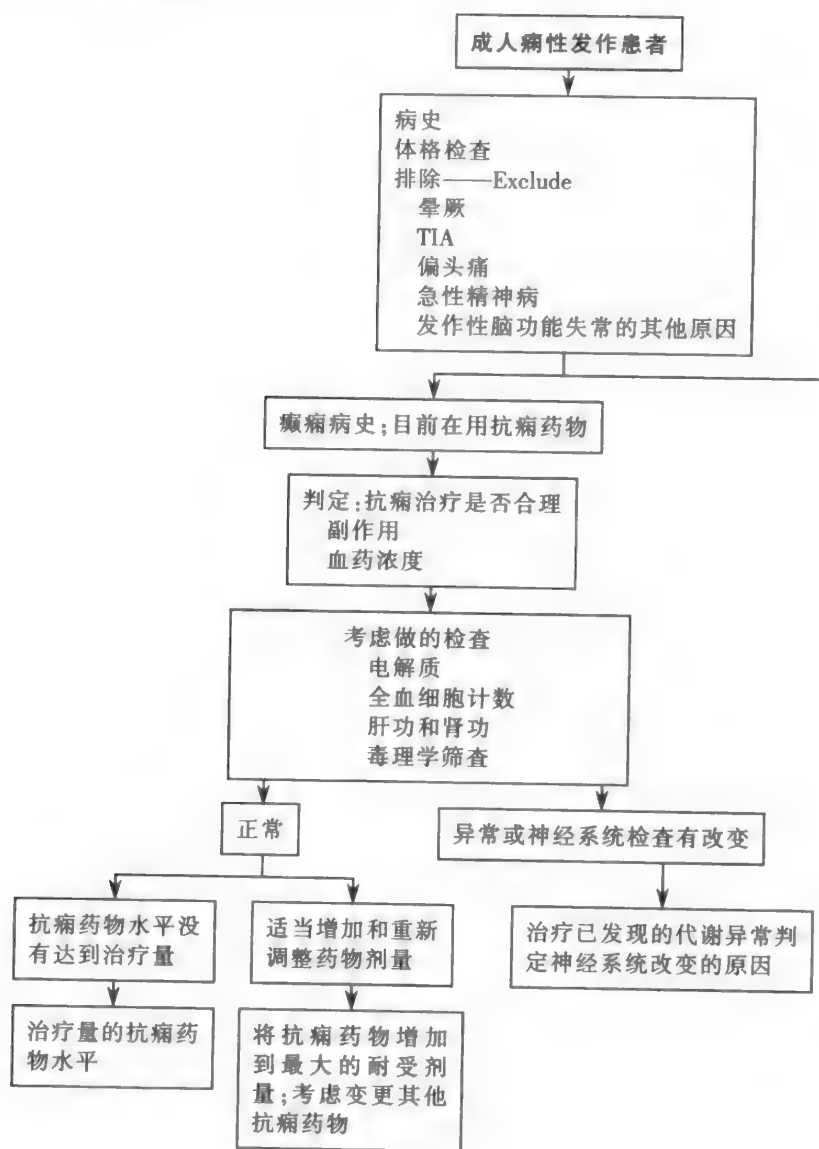 成人痫性发作患者
病史
体格检查
排除——Exclude
晕厥
TIA
偏头痛
急性精神病
发作性脑功能失常的其他原因
癫痫病史;目前在用抗痫药物
判定:抗痫治疗是否合理
副作用
血药浓度
考虑做的检查
电解质
全血细胞计数
肝功和肾功
毒理学筛查
正常
异常或神经系统检查有改变
抗痫药物水平没
有达到治疗量
适当增加和重新
调整药物剂量
治疗已发现的代谢异常判
定神经系统改变的原因
治疗量的抗痫药
物水平
将抗痫药物增加
到最大的耐受剂
量;考虑变更其他
抗痫药物